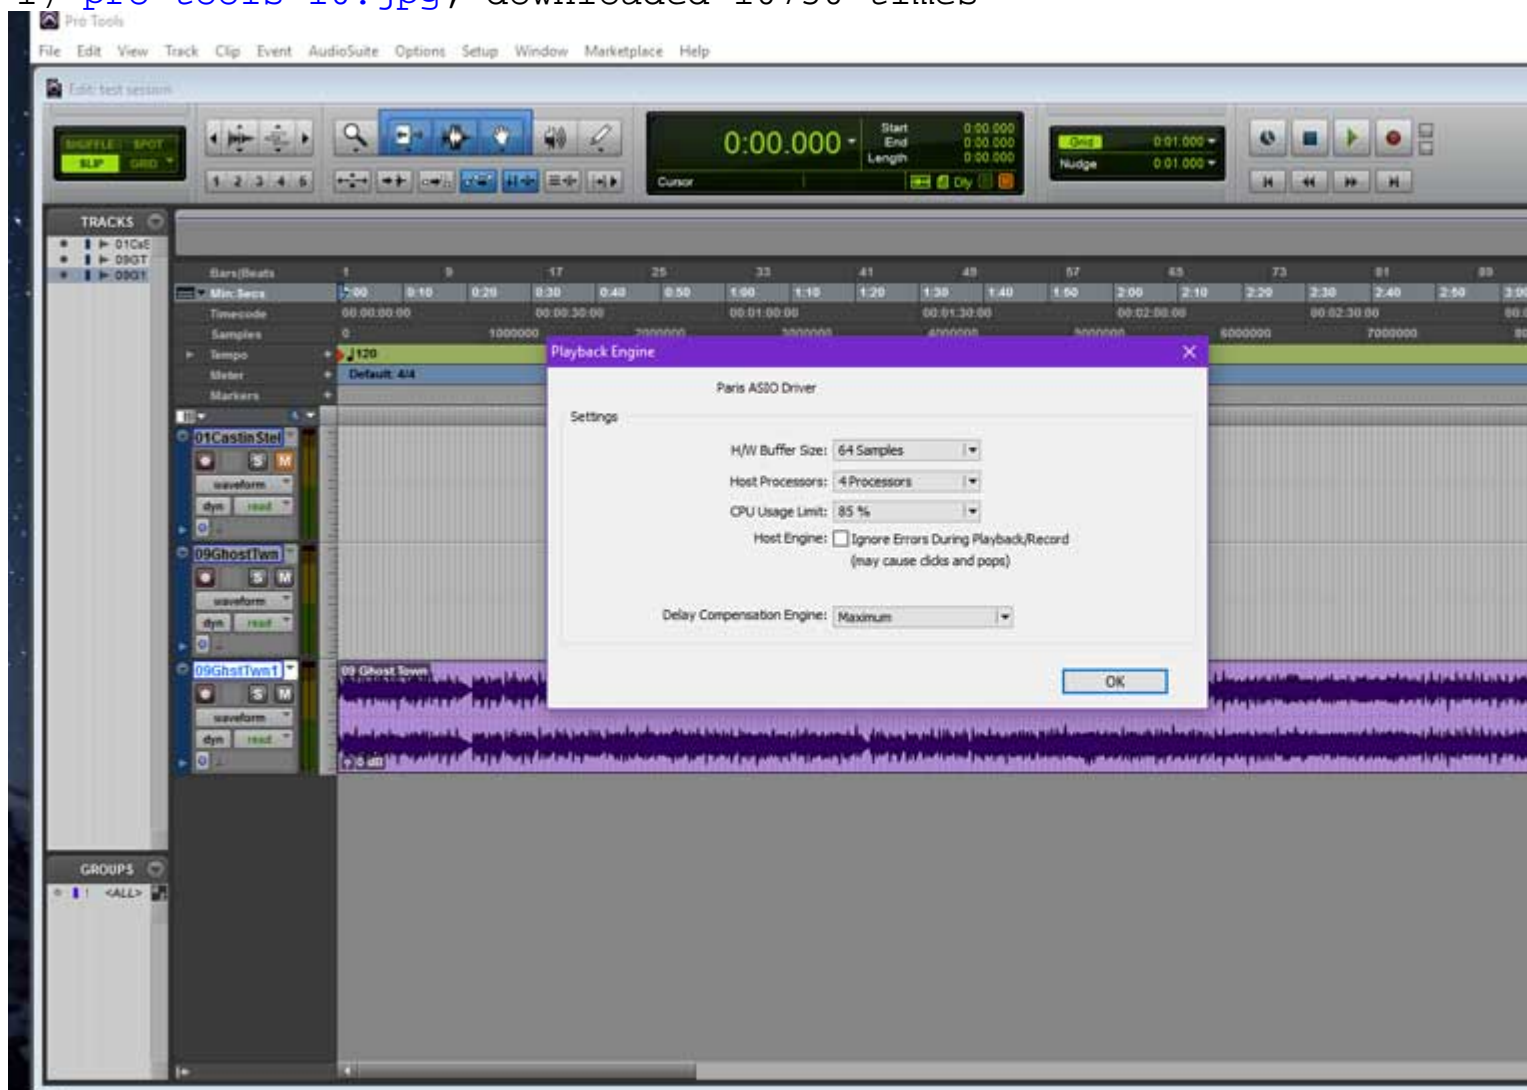 Pro Tools
File Edit View Track Clip Event AudioSuite Options Setup Window Marketplace Help
Edit: test session
SHUFFLE SPOT
SLIP GRID
1 2 3 4 5
0:00.000
Start 0:00.000
End 0:00.000
Length 0:00.000
Cursor
Dly
Grid 0:01.000
Nudge 0:01.000
TRACKS
01CsS
09GT
09GT
Bars|Beats 1 9 17 25 33 41 49 57 65 73 81 89
Min:Secs 0:00 0:10 0:20 0:30 0:40 0:50 1:00 1:10 1:20 1:30 1:40 1:50 2:00 2:10 2:20 2:30 2:40 2:50 3:00
Timecode 00:00:00:00 00:00:30:00 00:01:00:00 00:01:30:00 00:02:00:00 00:02:30:00
Samples 0 1000000 2000000 3000000 4000000 5000000 6000000 7000000
Tempo 120
Meter Default: 4/4
Markers
Playback Engine
Paris ASIO Driver
Settings
H/W Buffer Size: 64 Samples
Host Processors: 4 Processors
CPU Usage Limit: 85 %
Host Engine: Ignore Errors During Playback/Record
(may cause clicks and pops)
Delay Compensation Engine: Maximum
OK
01CastinStel
S M
waveform
dyn read
09GhostTwn
S M
waveform
dyn read
09GhstTwn1
S M
waveform
dyn read
09 Ghost Town
0 dB
GROUPS
! <ALL>